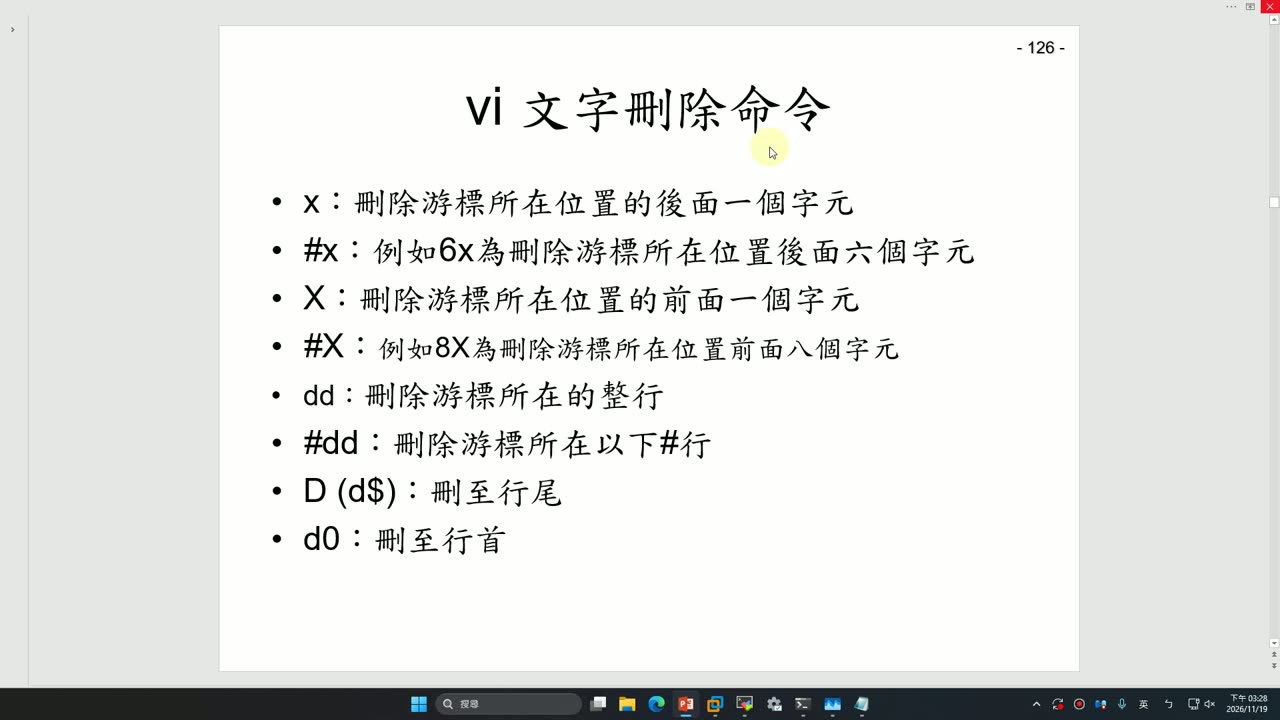 - 126 -
vi 文字刪除命令
• x：刪除游標所在位置的後面一個字元
• #x：例如6x為刪除游標所在位置後面六個字元
• X：刪除游標所在位置的前面一個字元
• #X：例如8X為刪除游標所在位置前面八個字元
• dd：刪除游標所在的整行
• #dd：刪除游標所在以下#行
• D (d$)：刪至行尾
• d0：刪至行首
搜尋
英
ㄅ
下午 03:28
2026/11/19